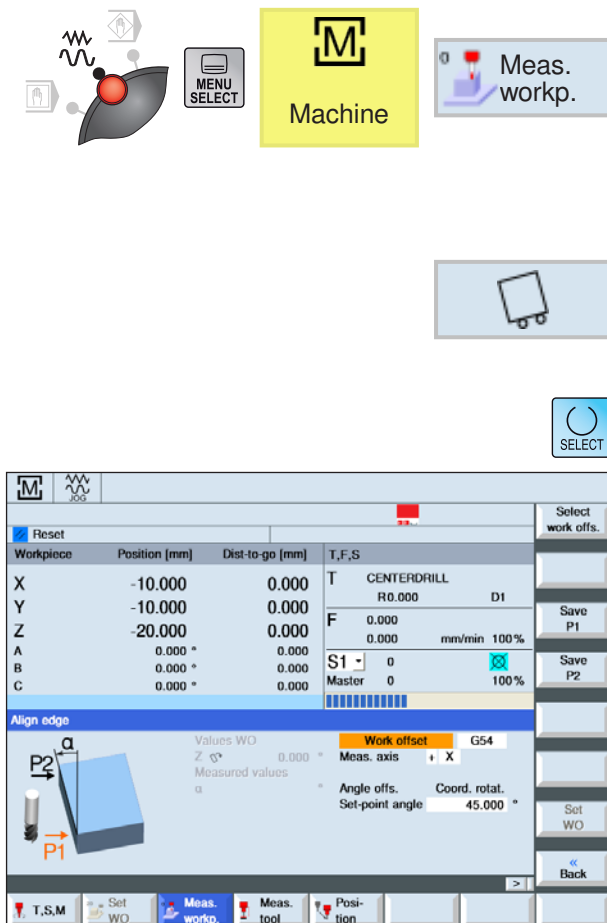 MENU
SELECT
M
Machine
Meas.
workp.
SELECT
M
JOG
Reset
Workpiece Position [mm] Dist-to-go [mm] T,F,S
X -10.000 0.000
Y -10.000 0.000
Z -20.000 0.000
A 0.000 ° 0.000
B 0.000 ° 0.000
C 0.000 ° 0.000
T CENTERDRILL
R0.000 D1
F 0.000
0.000 mm/min 100%
S1 0
Master 0 100%
Align edge
α
P2
P1
Values WO
Z 0.000 °
Measured values
α °
Work offset G54
Meas. axis + X
Angle offs. Coord. rotat.
Set-point angle 45.000 °
Select
work offs.
Save
P1
Save
P2
Set
WO
«
Back
>
T,S,M
Set
WO
Meas.
workp.
Meas.
tool
Posi-
tion